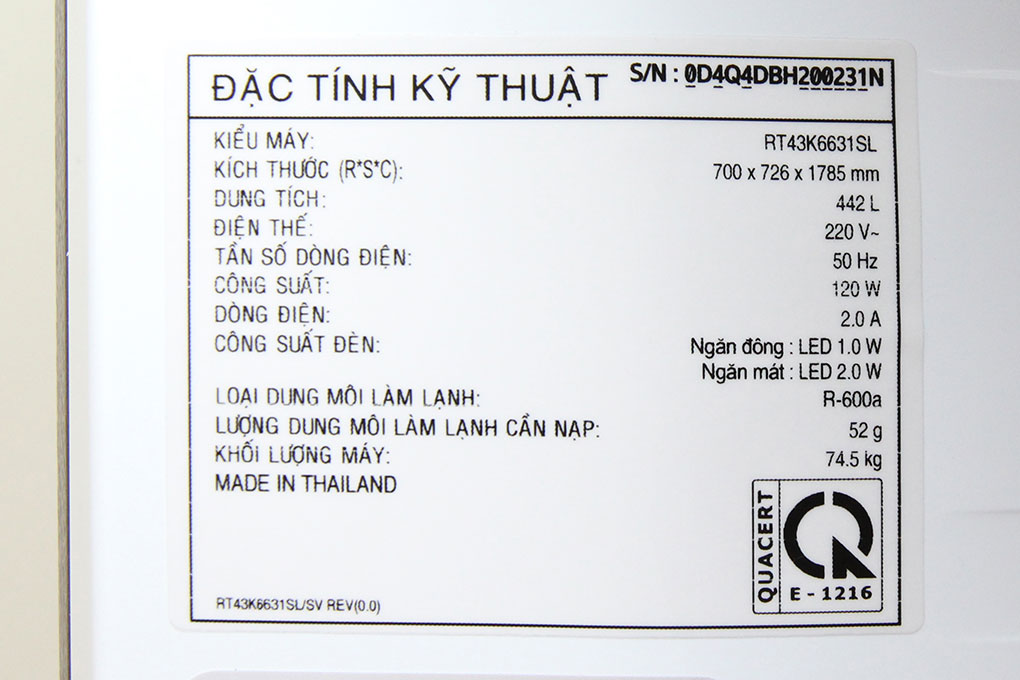 ĐẶC TÍNH KỸ THUẬT S/N : 0D4Q4DBH200231N
KIỂU MÁY: RT43K6631SL
KÍCH THƯỚC (R*S*C): 700 x 726 x 1785 mm
DUNG TÍCH: 442 L
ĐIỆN THẾ: 220 V~
TẦN SỐ DÒNG ĐIỆN: 50 Hz
CÔNG SUẤT: 120 W
DÒNG ĐIỆN: 2.0 A
CÔNG SUẤT ĐÈN: Ngăn đông : LED 1.0 W
Ngăn mát : LED 2.0 W
LOẠI DUNG MÔI LÀM LẠNH: R-600a
LƯỢNG DUNG MÔI LÀM LẠNH CẦN NẠP: 52 g
KHỐI LƯỢNG MÁY: 74.5 kg
MADE IN THAILAND
QUACERT
E - 1216
RT43K6631SL/SV REV(0.0)